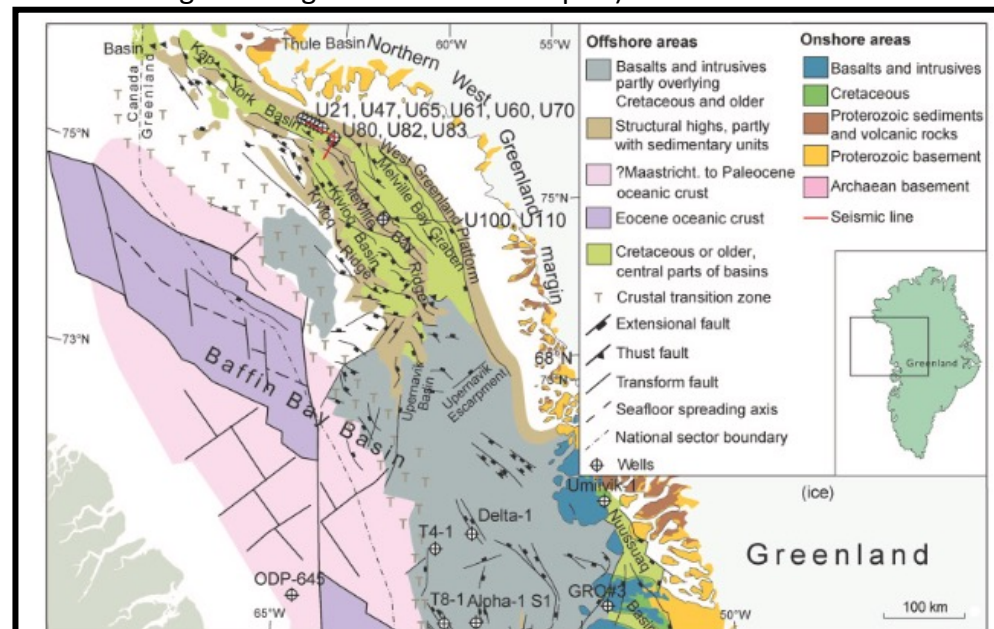 Basin
Kap York Basin
Thule Basin
Northern West Greenland margin
60°W
55°W
Canada
Greenland
75°N
U21, U47, U65, U61, U60, U70
U80, U82, U83
West Greenland Platform
Melville Bay Graben
Melville Bay Ridge
Kivioq Basin
Kivioq Ridge
75°N
U100, U110
73°N
68°N
73°N
Baffin Bay Basin
Upernavik Basin
Upernavik Escarpment
Umiivik-1
Nuussuaq Basin
Delta-1
T4-1
ODP-645
T8-1
Alpha-1 S1
GRO#3
65°W
50°W
(ice)
Greenland
100 km
Offshore areas
Basalts and intrusives
partly overlying
Cretaceous and older
Structural highs, partly
with sedimentary units
?Maastricht. to Paleocene
oceanic crust
Eocene oceanic crust
Cretaceous or older,
central parts of basins
T Crustal transition zone
Extensional fault
Thust fault
Transform fault
Seafloor spreading axis
National sector boundary
Wells
Onshore areas
Basalts and intrusives
Cretaceous
Proterozoic sediments
and volcanic rocks
Proterozoic basement
Archaean basement
Seismic line
Greenland